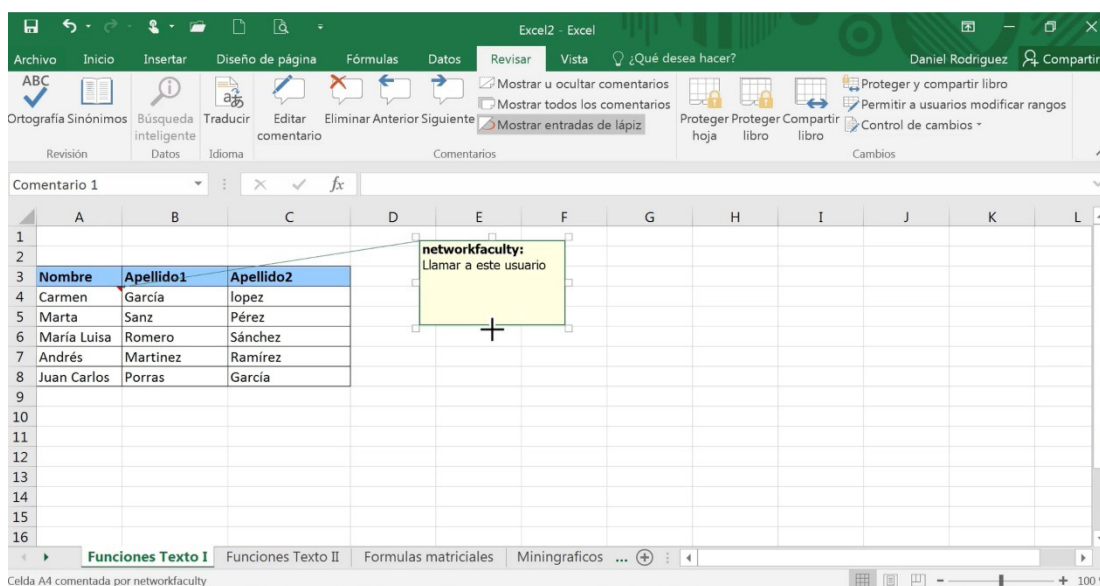 Excel2 - Excel
Archivo Inicio Insertar Diseño de página Fórmulas Datos Revisar Vista ¿Qué desea hacer? Daniel Rodriguez Compartir
ABC
Ortografía Sinónimos
Revisión
Búsqueda inteligente
Datos
Traducir
Idioma
Editar comentario
Eliminar Anterior Siguiente
Mostrar u ocultar comentarios
Mostrar todos los comentarios
Mostrar entradas de lápiz
Comentarios
Proteger hoja
Proteger libro
Compartir libro
Proteger y compartir libro
Permitir a usuarios modificar rangos
Control de cambios
Cambios
Comentario 1 fx
A B C D E F G H I J K L
1
2
3 Nombre Apellido1 Apellido2
4 Carmen García lopez
5 Marta Sanz Pérez
6 María Luisa Romero Sánchez
7 Andrés Martinez Ramírez
8 Juan Carlos Porras García
9
10
11
12
13
14
15
16
networkfaculty:
Llamar a este usuario
Funciones Texto I Funciones Texto II Formulas matriciales Miningraficos ...
Celda A4 comentada por networkfaculty 100